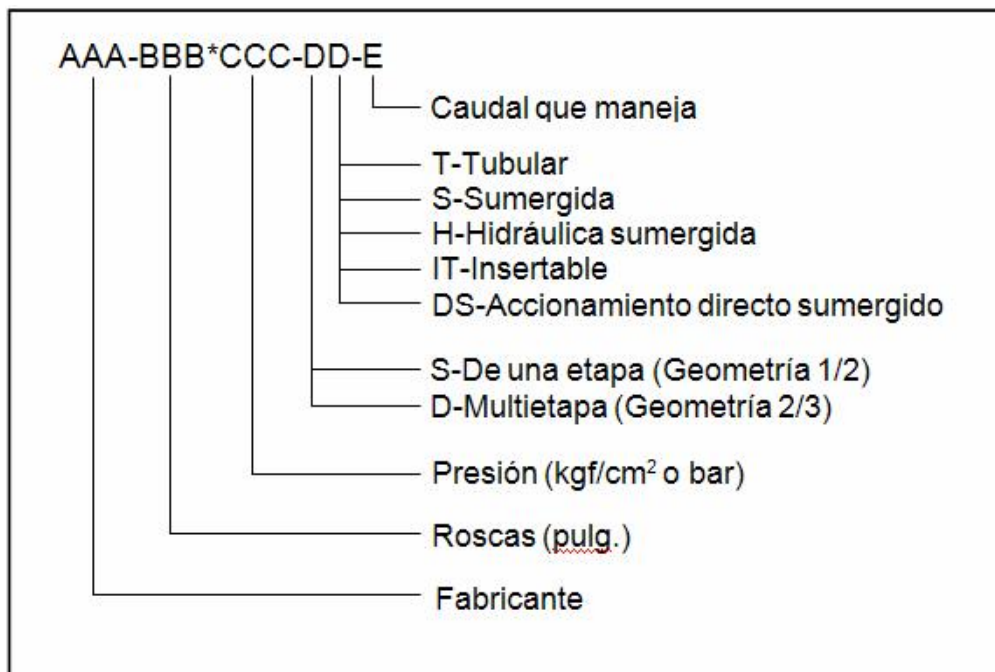 AAA-BBB*CCC-DD-E
Caudal que maneja
T-Tubular
S-Sumergida
H-Hidráulica sumergida
IT-Insertable
DS-Accionamiento directo sumergido
S-De una etapa (Geometría 1/2)
D-Multietapa (Geometría 2/3)
Presión (kgf/cm² o bar)
Roscas (pulg.)
Fabricante